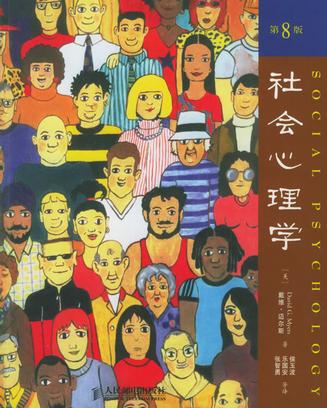 第8版
SOCIAL PSYCHOLOGY
社会心理学
[美]
David G. Myers
戴维·迈尔斯 著
侯玉波
乐国安
张智勇
等译
人民邮电出版社